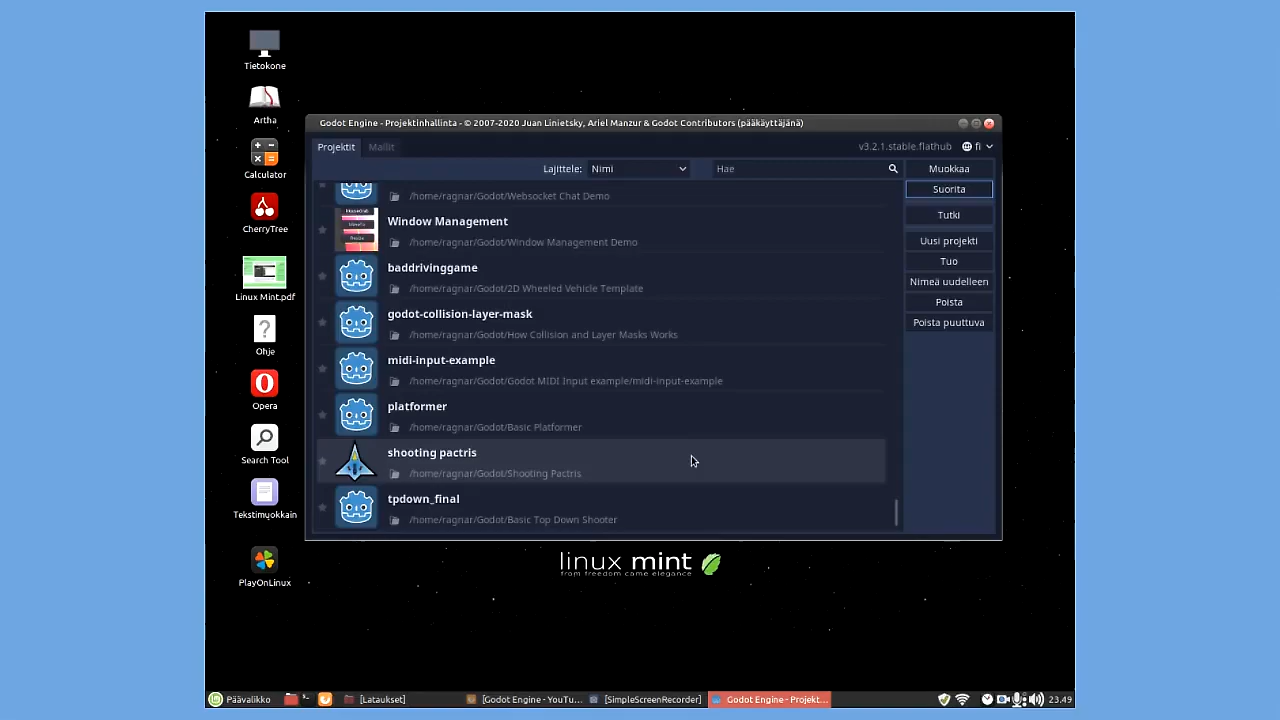 Tietokone
Artha
Calculator
CherryTree
Linux Mint.pdf
Ohje
Opera
Search Tool
Tekstimuokkain
PlayOnLinux
Godot Engine - Projektinhallinta - © 2007-2020 Juan Linietsky, Ariel Manzur & Godot Contributors (pääkäyttäjänä)
Projektit
Mallit
v3.2.1.stable.flathub
fi
Lajittele:
Nimi
Hae
/home/ragnar/Godot/Websocket Chat Demo
Window Management
/home/ragnar/Godot/Window Management Demo
baddrivinggame
/home/ragnar/Godot/2D Wheeled Vehicle Template
godot-collision-layer-mask
/home/ragnar/Godot/How Collision and Layer Masks Works
midi-input-example
/home/ragnar/Godot/Godot MIDI Input example/midi-input-example
platformer
/home/ragnar/Godot/Basic Platformer
shooting pactris
/home/ragnar/Godot/Shooting Pactris
tpdown_final
/home/ragnar/Godot/Basic Top Down Shooter
Muokkaa
Suorita
Tutki
Uusi projekti
Tuo
Nimeä uudelleen
Poista
Poista puuttuva
linux mint
from freedom came elegance
Päävalikko
[Lataukset]
[Godot Engine - YouTu...
[SimpleScreenRecorder]
Godot Engine - Projekt...
23.49